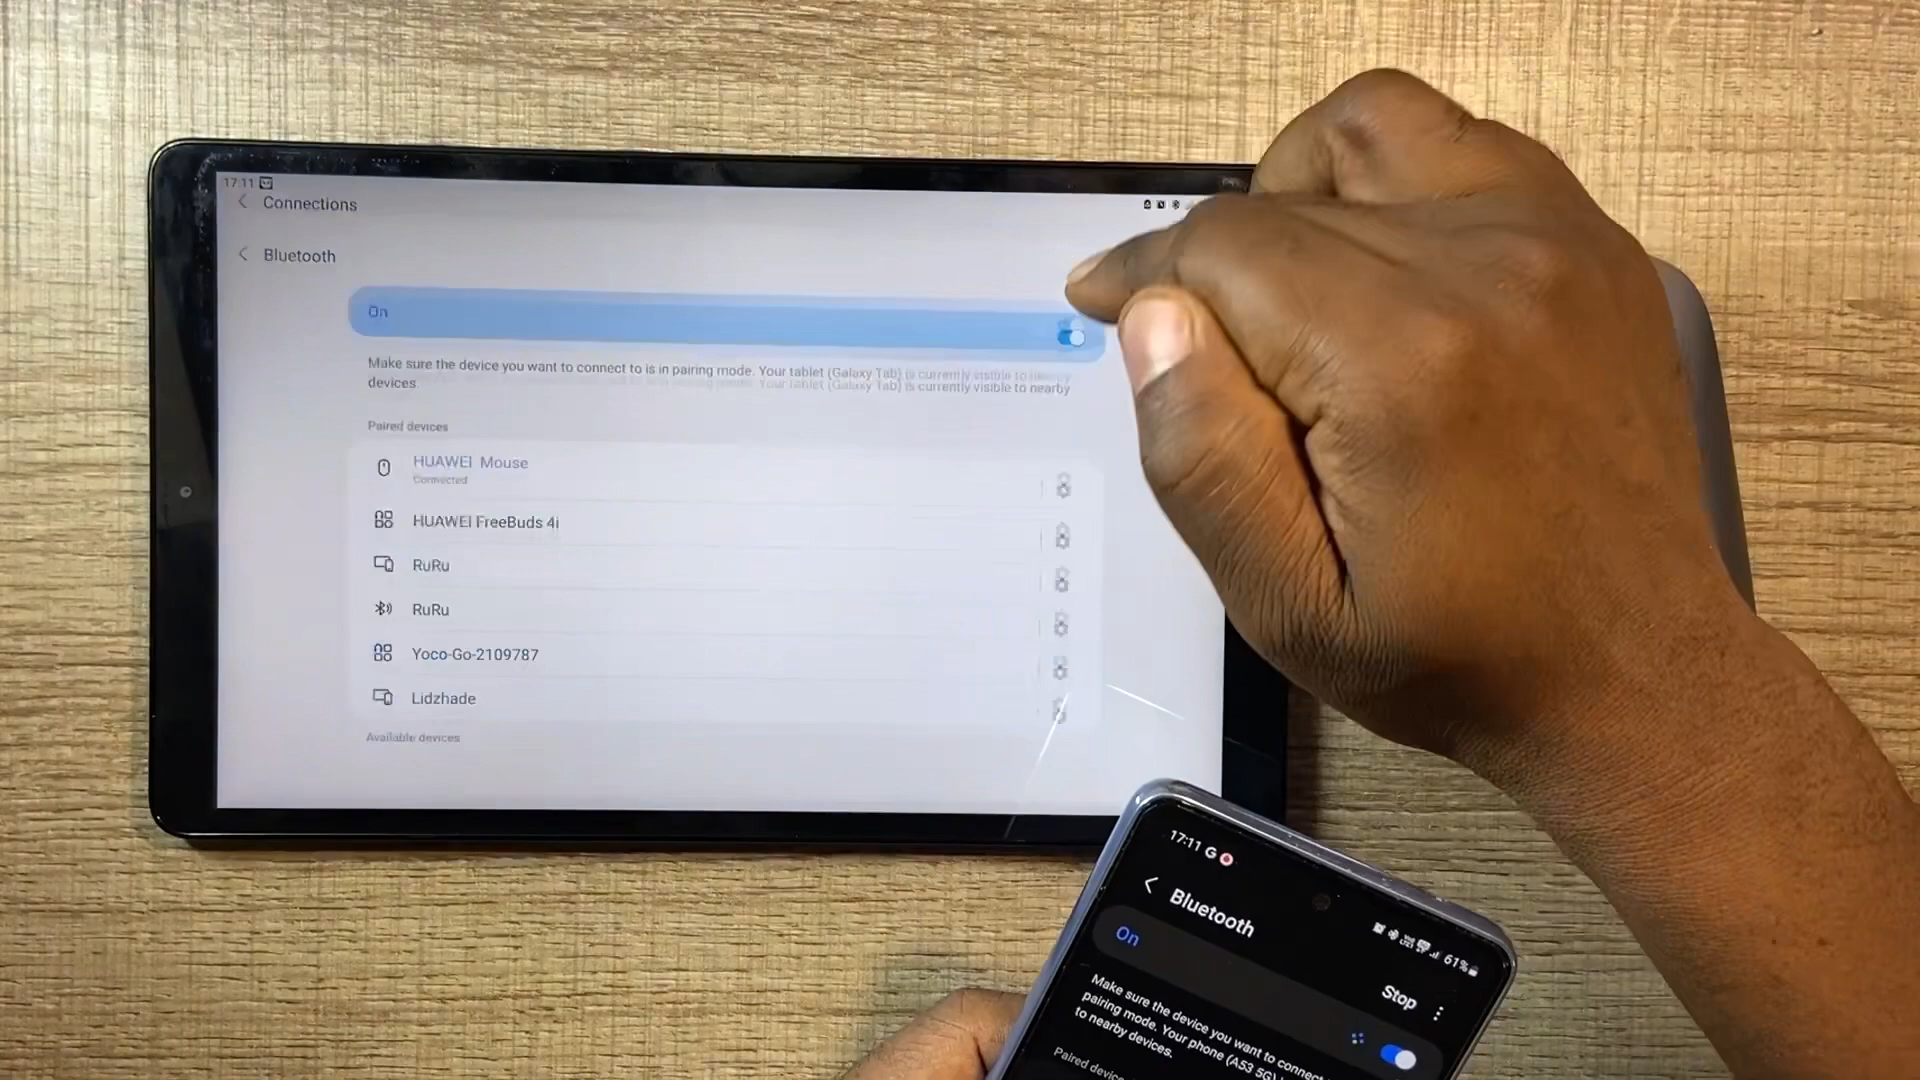 17:11
Connections
Bluetooth
On
Make sure the device you want to connect to is in pairing mode. Your tablet (Galaxy Tab) is currently visible to nearby
devices.
Paired devices
HUAWEI Mouse
Connected
HUAWEI FreeBuds 4i
RuRu
RuRu
Yoco-Go-2109787
Lidzhade
Available devices
17:11 G
61%
Bluetooth
Stop
On
Make sure the device you want to connect
pairing mode. Your phone (A53 5G)
to nearby devices.
Paired